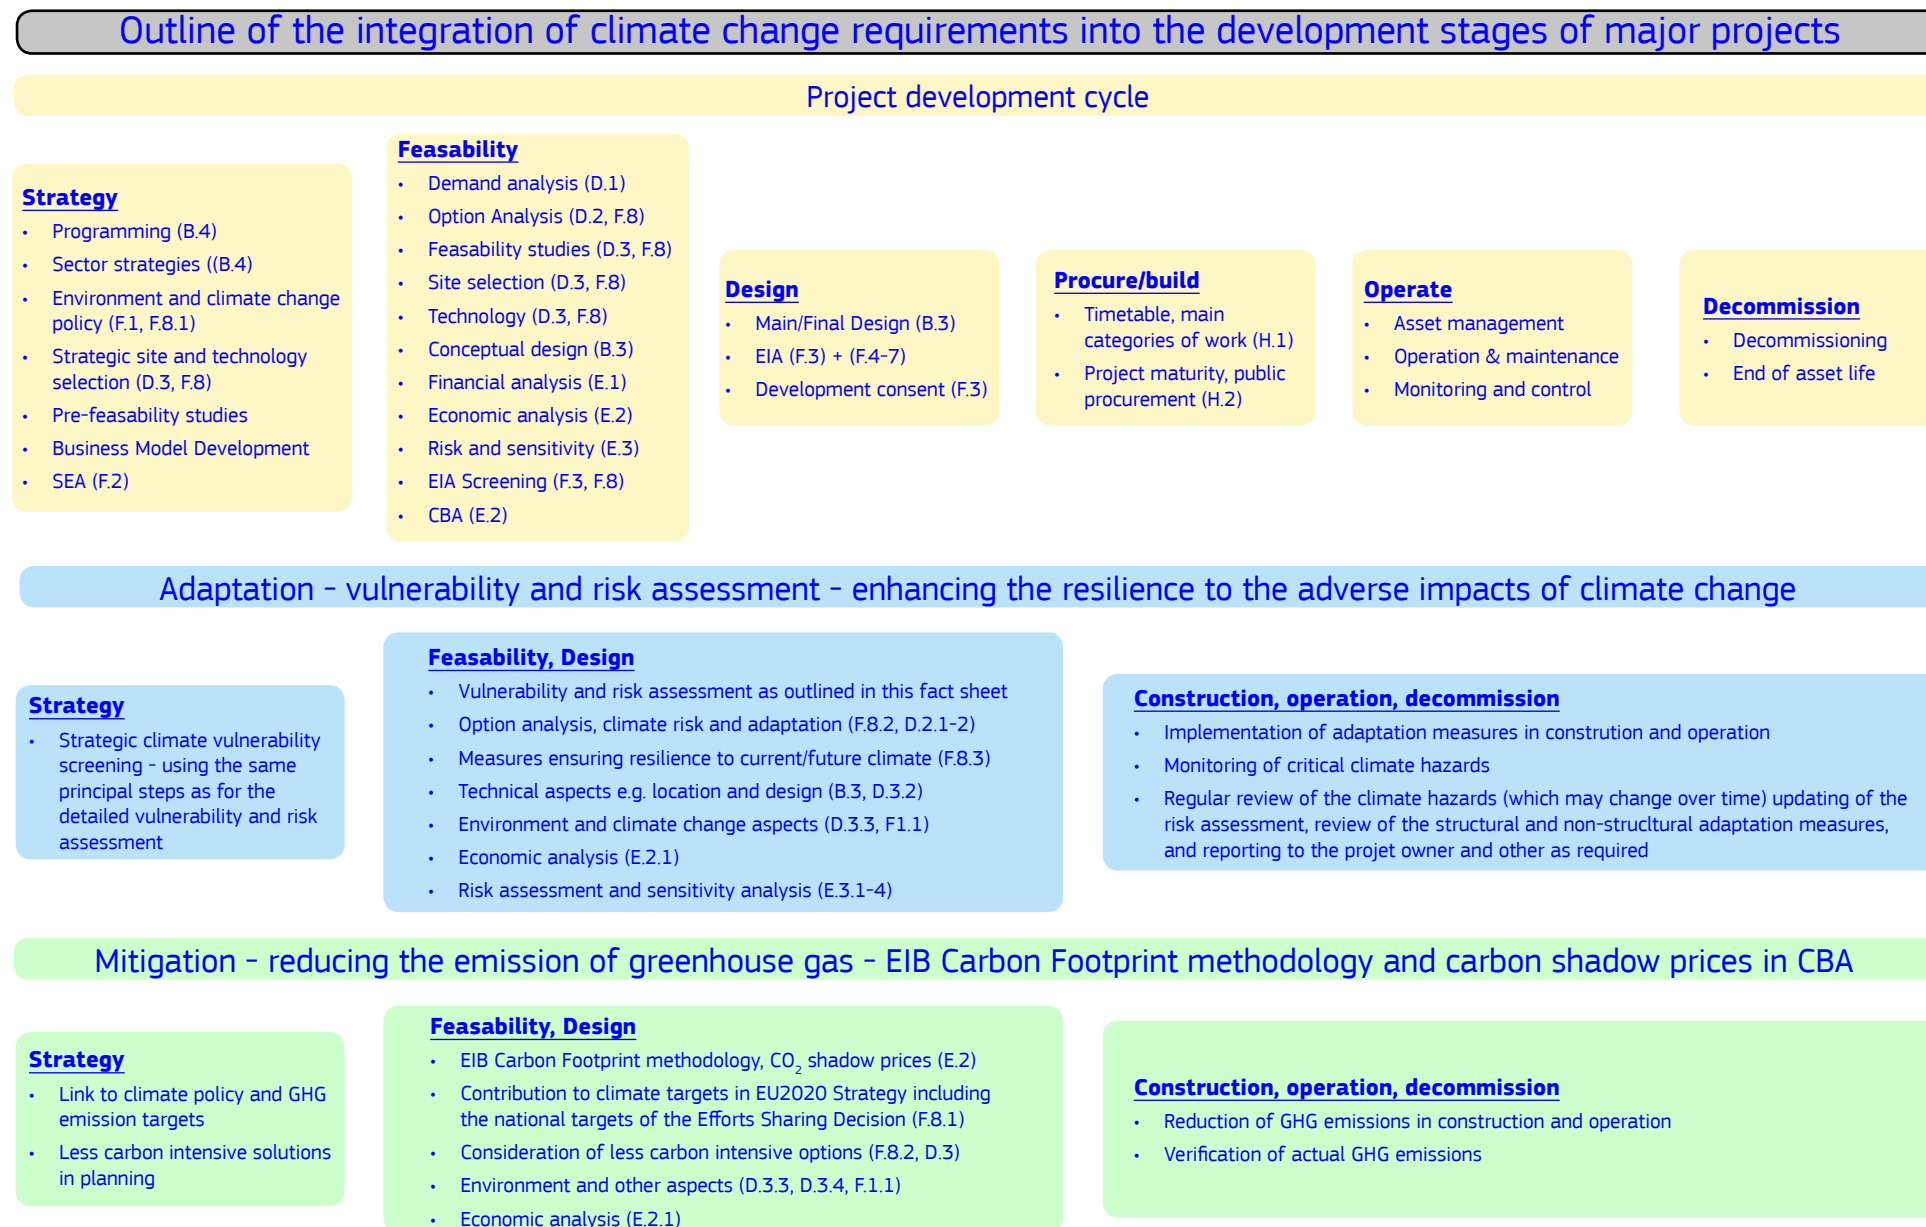 Outline of the integration of climate change requirements into the development stages of major projects
Project development cycle
Strategy
• Programming (B.4)
• Sector strategies ((B.4)
• Environment and climate change
policy (F.1, F.8.1)
• Strategic site and technology
selection (D.3, F.8)
• Pre-feasability studies
• Business Model Development
• SEA (F.2)
Feasability
• Demand analysis (D.1)
• Option Analysis (D.2, F.8)
• Feasability studies (D.3, F.8)
• Site selection (D.3, F.8)
• Technology (D.3, F.8)
• Conceptual design (B.3)
• Financial analysis (E.1)
• Economic analysis (E.2)
• Risk and sensitivity (E.3)
• EIA Screening (F.3, F.8)
• CBA (E.2)
Design
• Main/Final Design (B.3)
• EIA (F.3) + (F.4-7)
• Development consent (F.3)
Procure/build
• Timetable, main
categories of work (H.1)
• Project maturity, public
procurement (H.2)
Operate
• Asset management
• Operation & maintenance
• Monitoring and control
Decommission
• Decommissioning
• End of asset life
Adaptation - vulnerability and risk assessment - enhancing the resilience to the adverse impacts of climate change
Strategy
• Strategic climate vulnerability
screening - using the same
principal steps as for the
detailed vulnerability and risk
assessment
Feasability, Design
• Vulnerability and risk assessment as outlined in this fact sheet
• Option analysis, climate risk and adaptation (F.8.2, D.2.1-2)
• Measures ensuring resilience to current/future climate (F.8.3)
• Technical aspects e.g. location and design (B.3, D.3.2)
• Environment and climate change aspects (D.3.3, F1.1)
• Economic analysis (E.2.1)
• Risk assessment and sensitivity analysis (E.3.1-4)
Construction, operation, decommission
• Implementation of adaptation measures in constrution and operation
• Monitoring of critical climate hazards
• Regular review of the climate hazards (which may change over time) updating of the
risk assessment, review of the structural and non-strucltural adaptation measures,
and reporting to the projet owner and other as required
Mitigation - reducing the emission of greenhouse gas - EIB Carbon Footprint methodology and carbon shadow prices in CBA
Strategy
• Link to climate policy and GHG
emission targets
• Less carbon intensive solutions
in planning
Feasability, Design
• EIB Carbon Footprint methodology, CO2 shadow prices (E.2)
• Contribution to climate targets in EU2020 Strategy including
the national targets of the Efforts Sharing Decision (F.8.1)
• Consideration of less carbon intensive options (F.8.2, D.3)
• Environment and other aspects (D.3.3, D.3.4, F.1.1)
• Economic analysis (E.2.1)
Construction, operation, decommission
• Reduction of GHG emissions in construction and operation
• Verification of actual GHG emissions